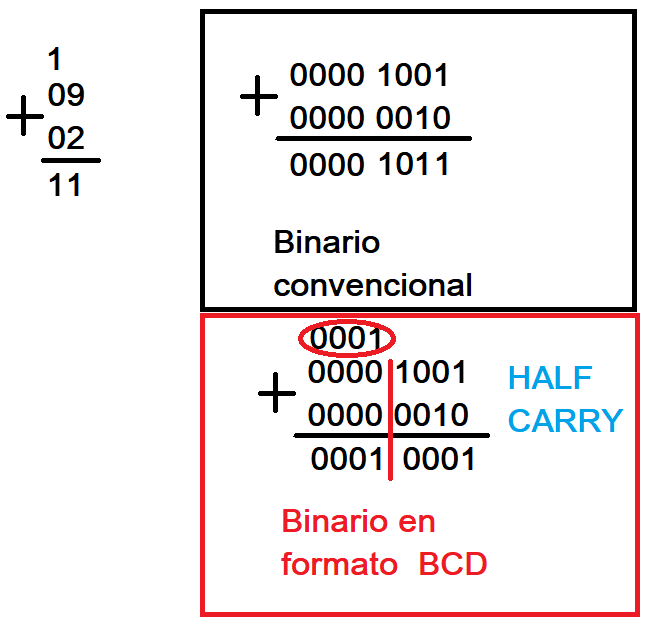 1
09
+
02
11
0000 1001
+
0000 0010
0000 1011
Binario
convencional
0001
0000 1001
+
0000 0010
0001 0001
HALF
CARRY
Binario en
formato BCD